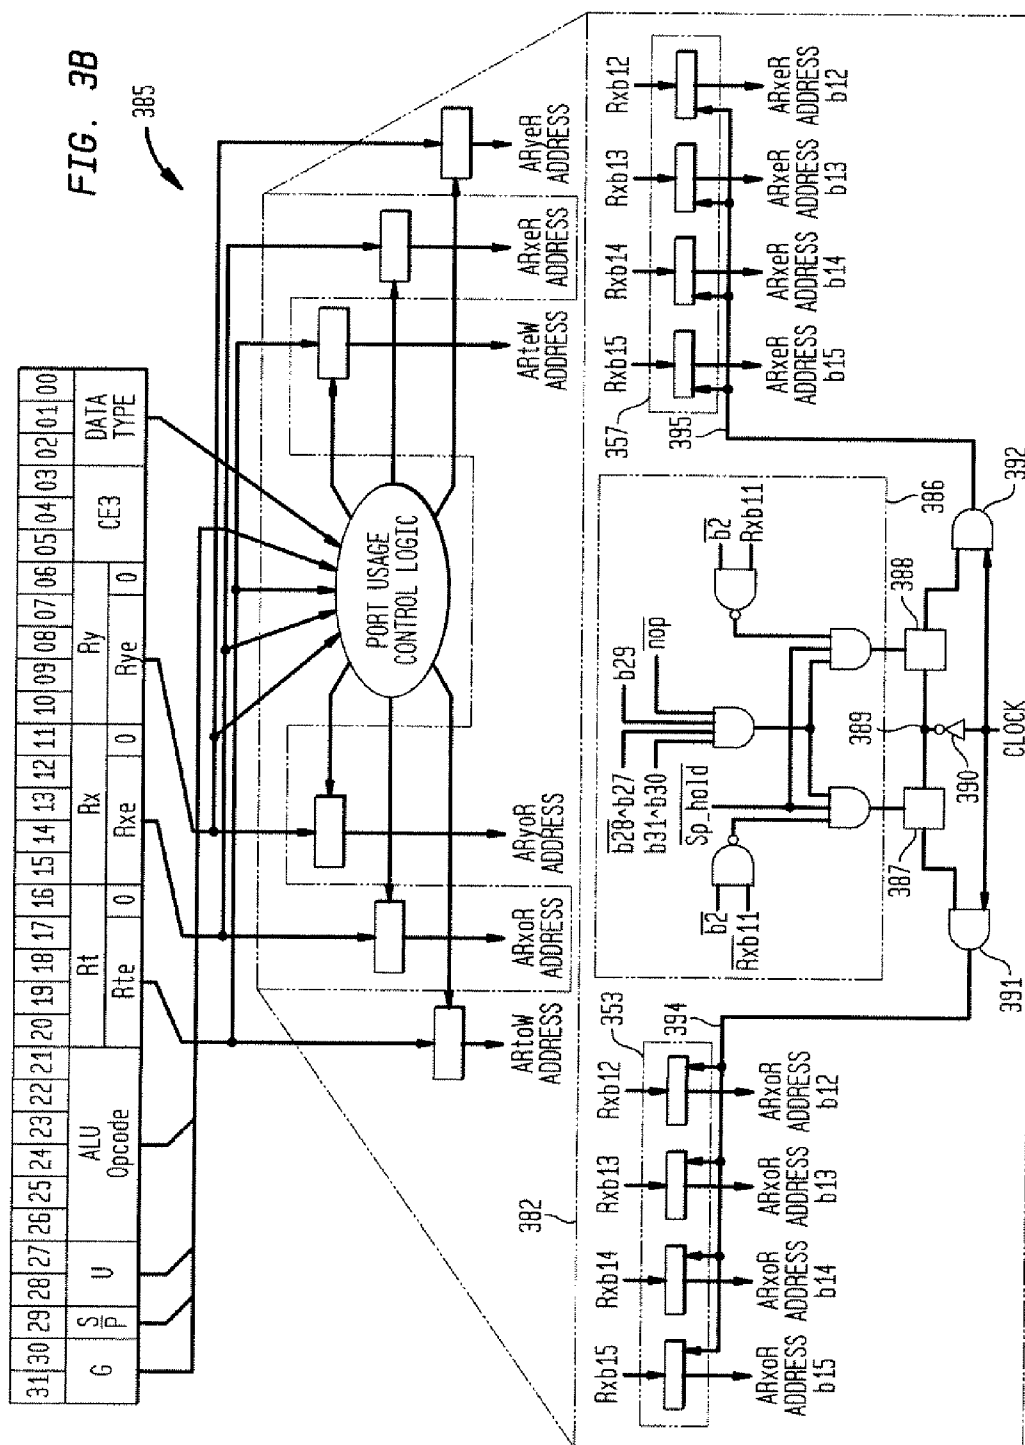 FIG. 3B
385
31 30 29 28 27 26 25 24 23 22 21 20 19 18 17 16 15 14 13 12 11 10 09 08 07 06 05 04 03 02 01 00
G S/P U ALU Opcode Rt Rx Ry CE3 DATA TYPE
Rte 0 Rxe 0 Rye 0
PORT USAGE
CONTROL LOGIC
ARtoW
ADDRESS
ARxoR
ADDRESS
ARyoR
ADDRESS
ARteW
ADDRESS
ARxeR
ADDRESS
ARyeR
ADDRESS
382
Rxb15 Rxb14 Rxb13 Rxb12
353
394
ARxoR
ADDRESS
b15
ARxoR
ADDRESS
b14
ARxoR
ADDRESS
b13
ARxoR
ADDRESS
b12
b28^b27
b29
b31^b30
nop
Sp_hold
b2
Rxb11
b2
Rxb11
386
387
388
389
390
391
392
CLOCK
Rxb15 Rxb14 Rxb13 Rxb12
357
395
ARxeR
ADDRESS
b15
ARxeR
ADDRESS
b14
ARxeR
ADDRESS
b13
ARxeR
ADDRESS
b12